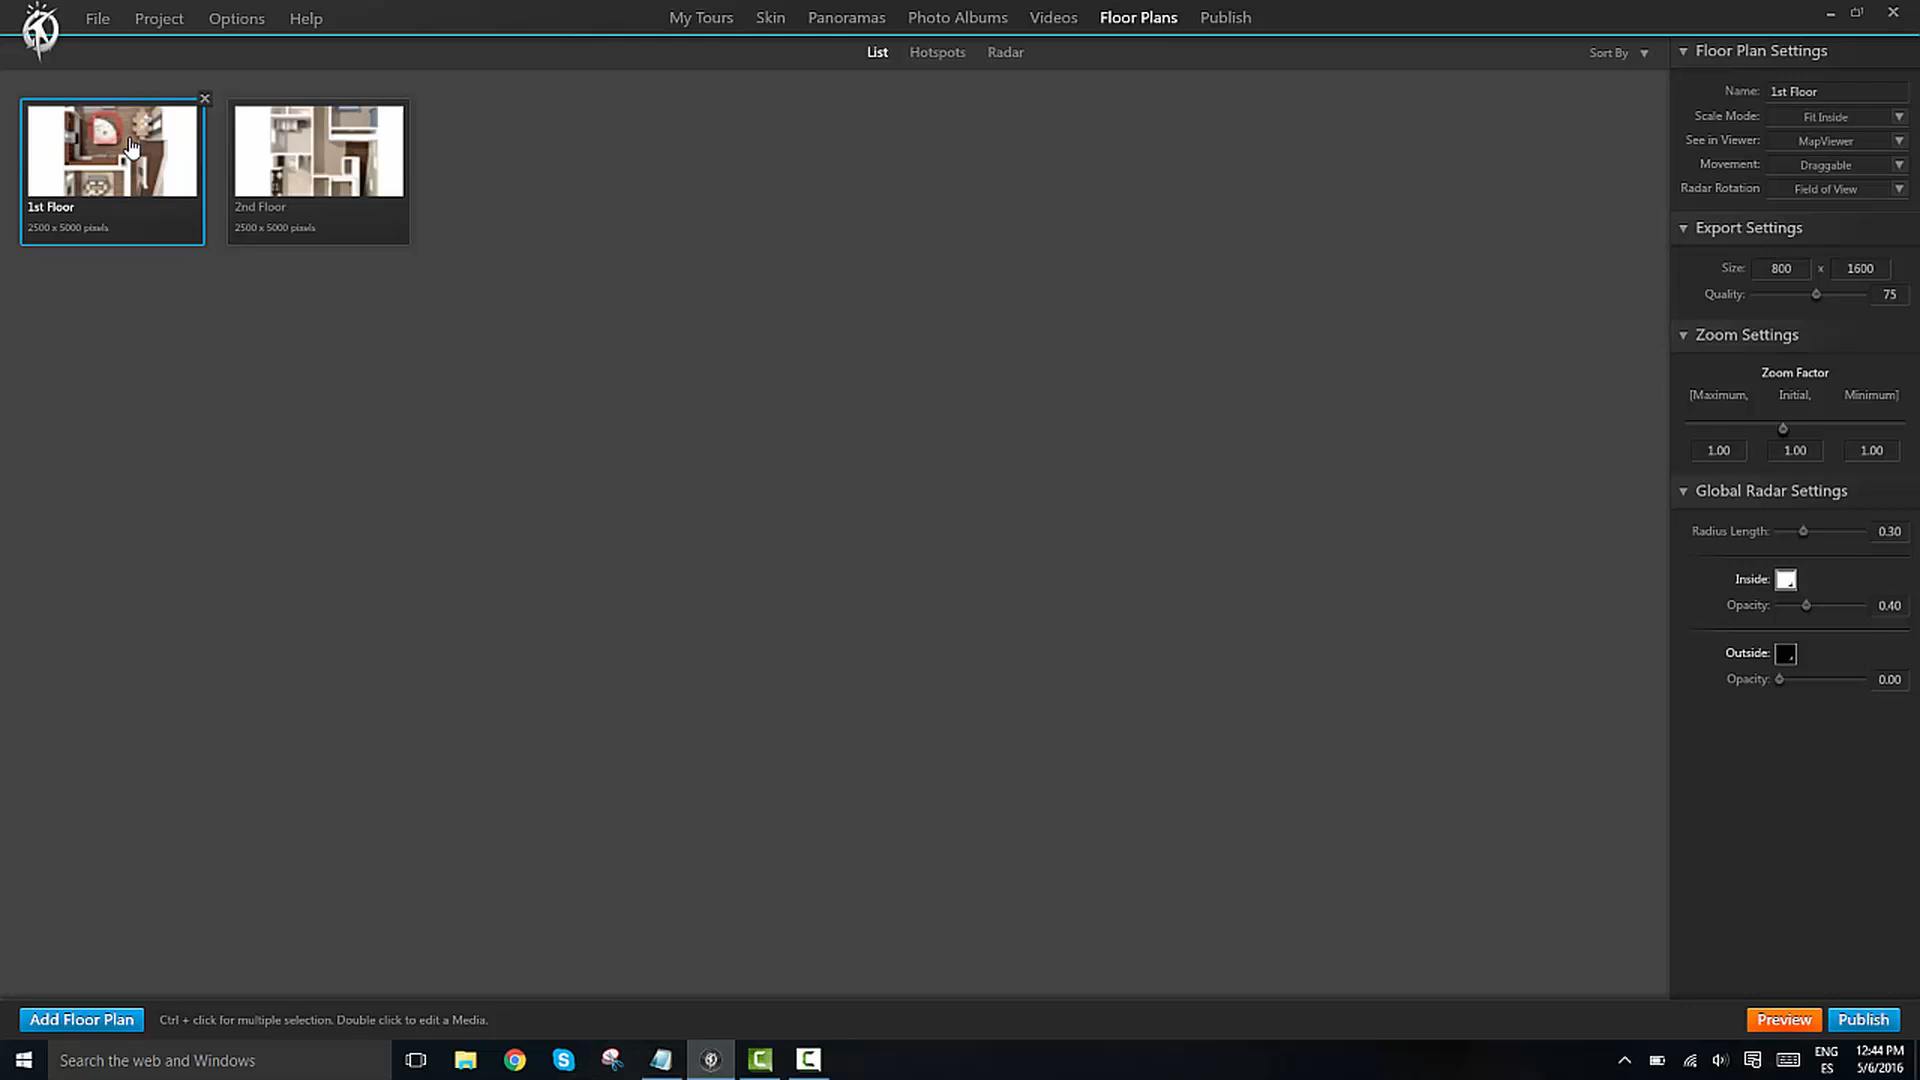 File Project Options Help
My Tours Skin Panoramas Photo Albums Videos Floor Plans Publish
List Hotspots Radar
Sort By
1st Floor
2500 x 5000 pixels
2nd Floor
2500 x 5000 pixels
Floor Plan Settings
Name: 1st Floor
Scale Mode: Fit Inside
See in Viewer: MapViewer
Movement: Draggable
Radar Rotation Field of View
Export Settings
Size: 800 x 1600
Quality: 75
Zoom Settings
Zoom Factor
[Maximum, Initial, Minimum]
1.00 1.00 1.00
Global Radar Settings
Radius Length: 0.30
Inside:
Opacity: 0.40
Outside:
Opacity: 0.00
Add Floor Plan Ctrl + click for multiple selection. Double click to edit a Media.
Preview Publish
Search the web and Windows
ENG
ES
12:44 PM
5/6/2016